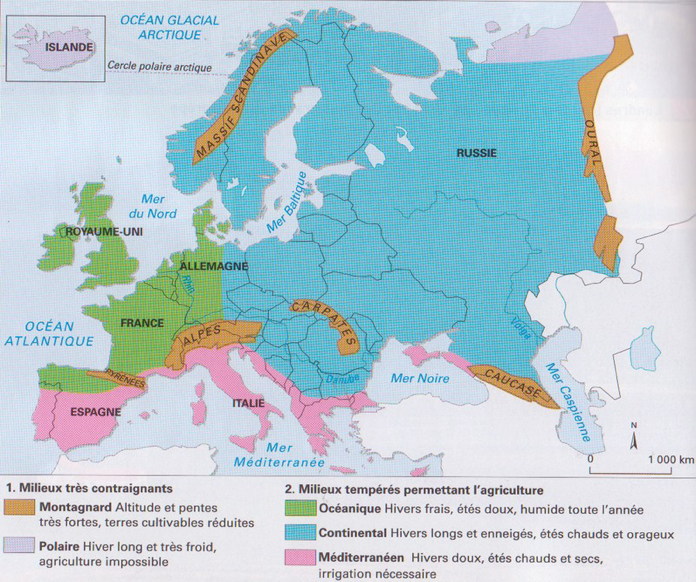 OCÉAN GLACIAL
ARCTIQUE
ISLANDE
Cercle polaire arctique
MASSIF SCANDINAVE
OURAL
RUSSIE
Mer
du Nord
Mer Baltique
ROYAUME-UNI
ALLEMAGNE
Rhin
OCÉAN
ATLANTIQUE
FRANCE
CARPATES
ALPES
Volga
PYRÉNÉES
Danube
Mer Noire
CAUCASE
Mer Caspienne
ESPAGNE
ITALIE
Mer
Méditerranée
N
0 1 000 km
1. Milieux très contraignants
Montagnard Altitude et pentes
très fortes, terres cultivables réduites
Polaire Hiver long et très froid,
agriculture impossible
2. Milieux tempérés permettant l'agriculture
Océanique Hivers frais, étés doux, humide toute l'année
Continental Hivers longs et enneigés, étés chauds et orageux
Méditerranéen Hivers doux, étés chauds et secs,
irrigation nécessaire